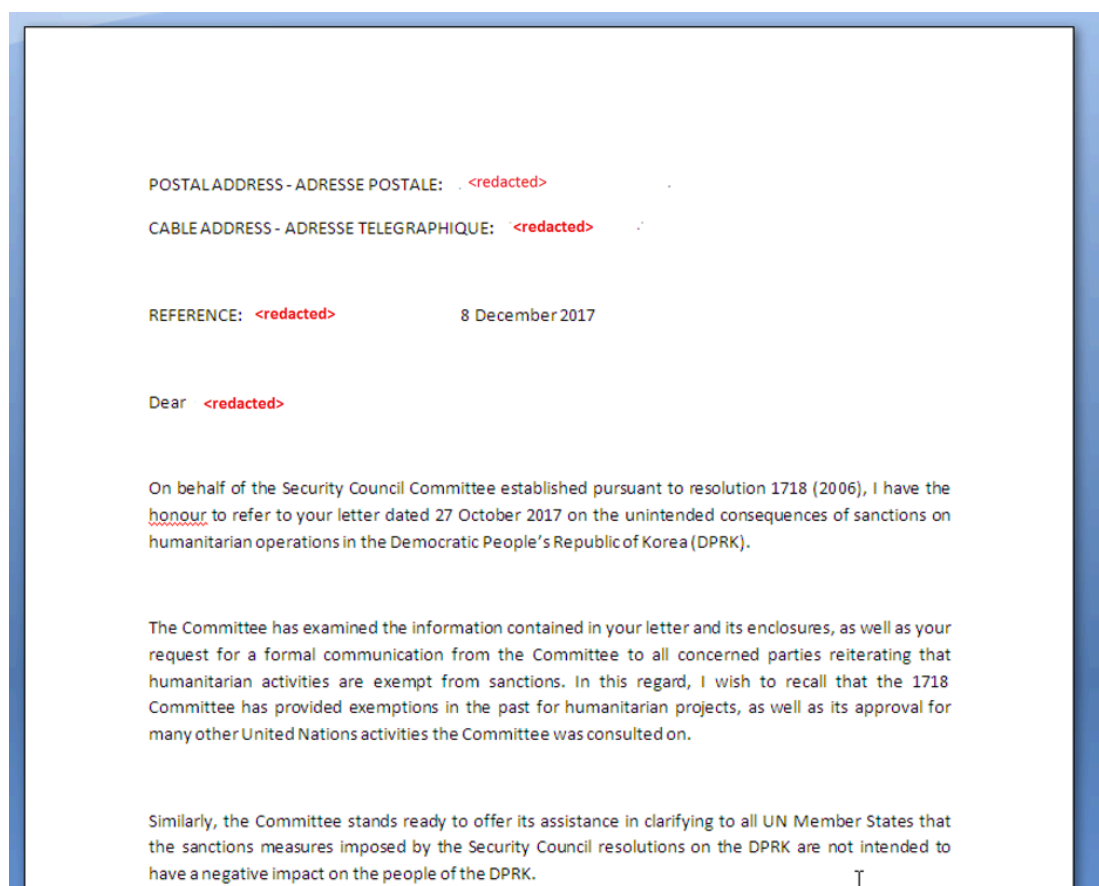 POSTAL ADDRESS - ADRESSE POSTALE: <redacted>
CABLE ADDRESS - ADRESSE TELEGRAPHIQUE: <redacted>
REFERENCE: <redacted> 8 December 2017
Dear <redacted>
On behalf of the Security Council Committee established pursuant to resolution 1718 (2006), I have the
honour to refer to your letter dated 27 October 2017 on the unintended consequences of sanctions on
humanitarian operations in the Democratic People's Republic of Korea (DPRK).
The Committee has examined the information contained in your letter and its enclosures, as well as your
request for a formal communication from the Committee to all concerned parties reiterating that
humanitarian activities are exempt from sanctions. In this regard, I wish to recall that the 1718
Committee has provided exemptions in the past for humanitarian projects, as well as its approval for
many other United Nations activities the Committee was consulted on.
Similarly, the Committee stands ready to offer its assistance in clarifying to all UN Member States that
the sanctions measures imposed by the Security Council resolutions on the DPRK are not intended to
have a negative impact on the people of the DPRK.